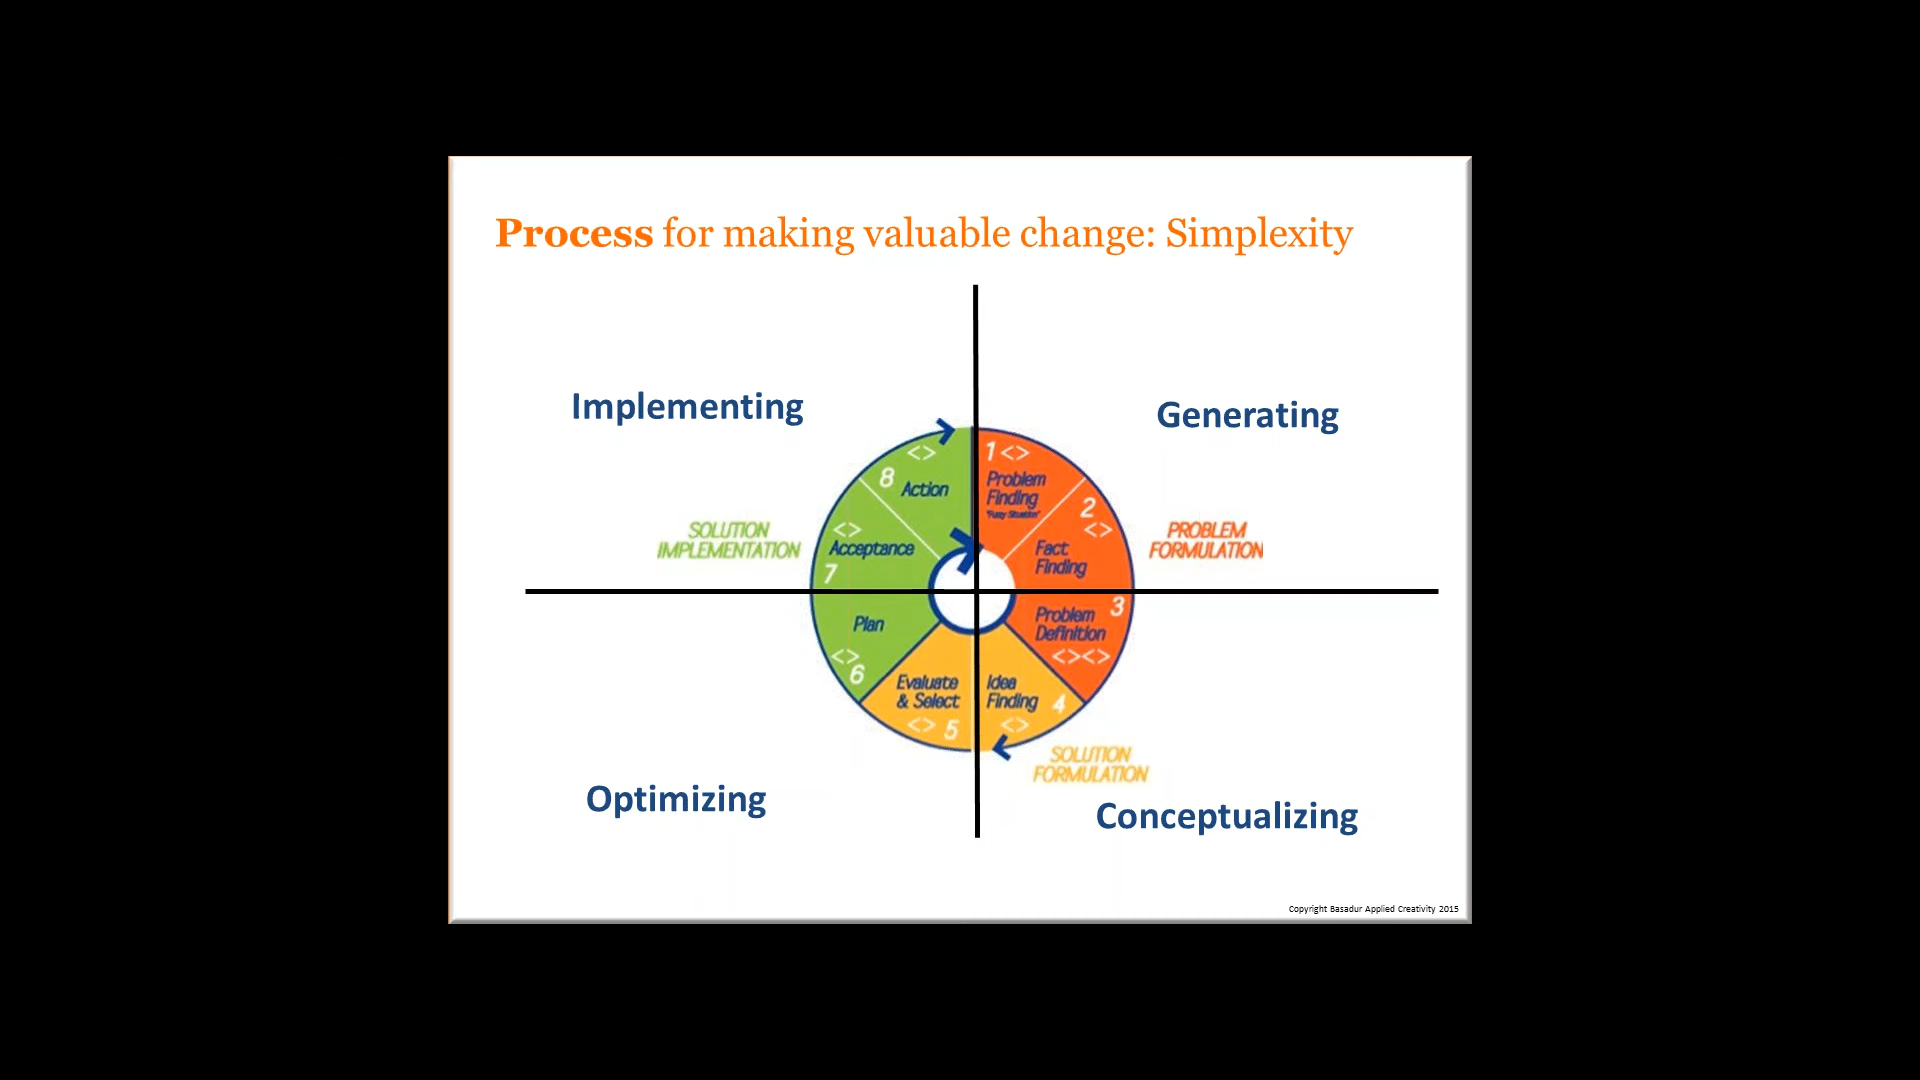 Process for making valuable change: Simplexity
Implementing
Generating
1 <>
Problem
Finding
"Fuzzy Situation"
2
<>
Fact
Finding
PROBLEM
FORMULATION
3
Problem
Definition
<><>
Idea
Finding
4
<>
SOLUTION
FORMULATION
Evaluate
& Select
<> 5
Plan
<>
6
<>
Acceptance
7
<>
8
Action
SOLUTION
IMPLEMENTATION
Optimizing
Conceptualizing
Copyright Basadur Applied Creativity 2015